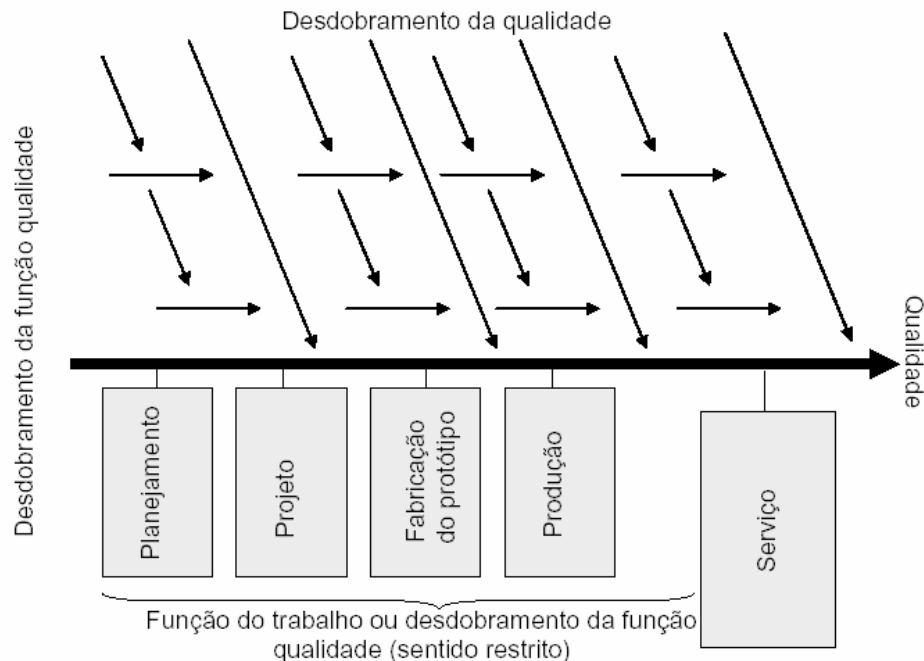 Desdobramento da qualidade
Desdobramento da função qualidade
Qualidade
Planejamento
Projeto
Fabricação
do protótipo
Produção
Serviço
Função do trabalho ou desdobramento da função
qualidade (sentido restrito)